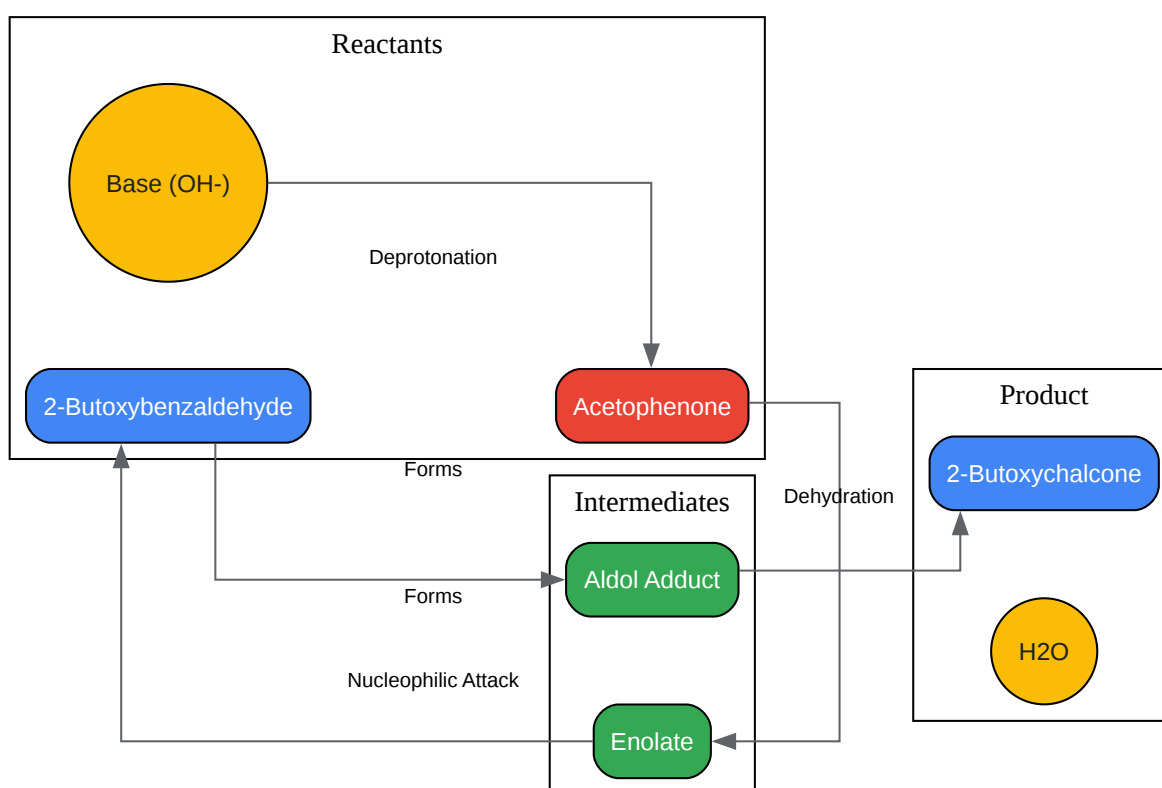 Reactants
Base (OH-)
Deprotonation
2-Butoxybenzaldehyde
Acetophenone
Product
Forms
2-Butoxychalcone
Intermediates
Dehydration
Aldol Adduct
Forms
H2O
Nucleophilic Attack
Enolate